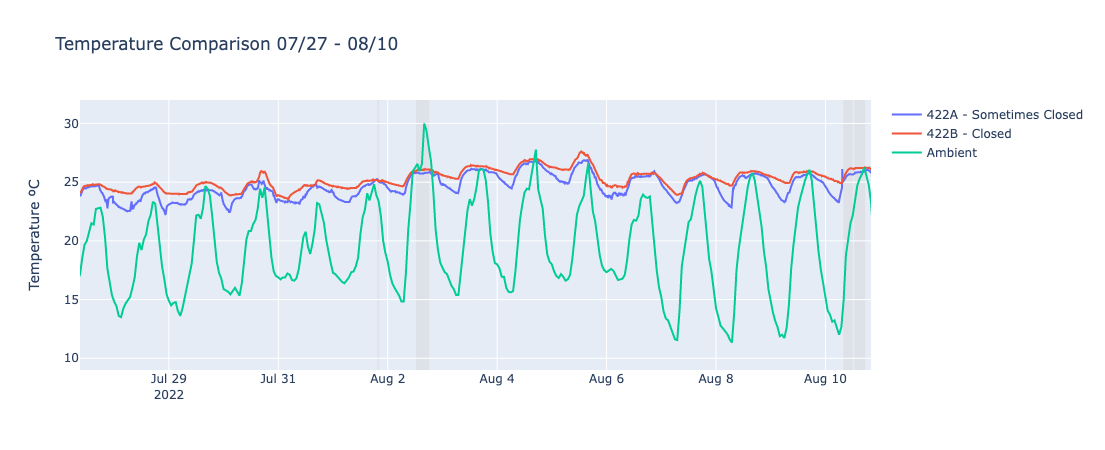 Temperature Comparison 07/27 - 08/10
422A - Sometimes Closed
422B - Closed
Ambient
Temperature ºC
30
25
20
15
10
Jul 29
2022
Jul 31
Aug 2
Aug 4
Aug 6
Aug 8
Aug 10